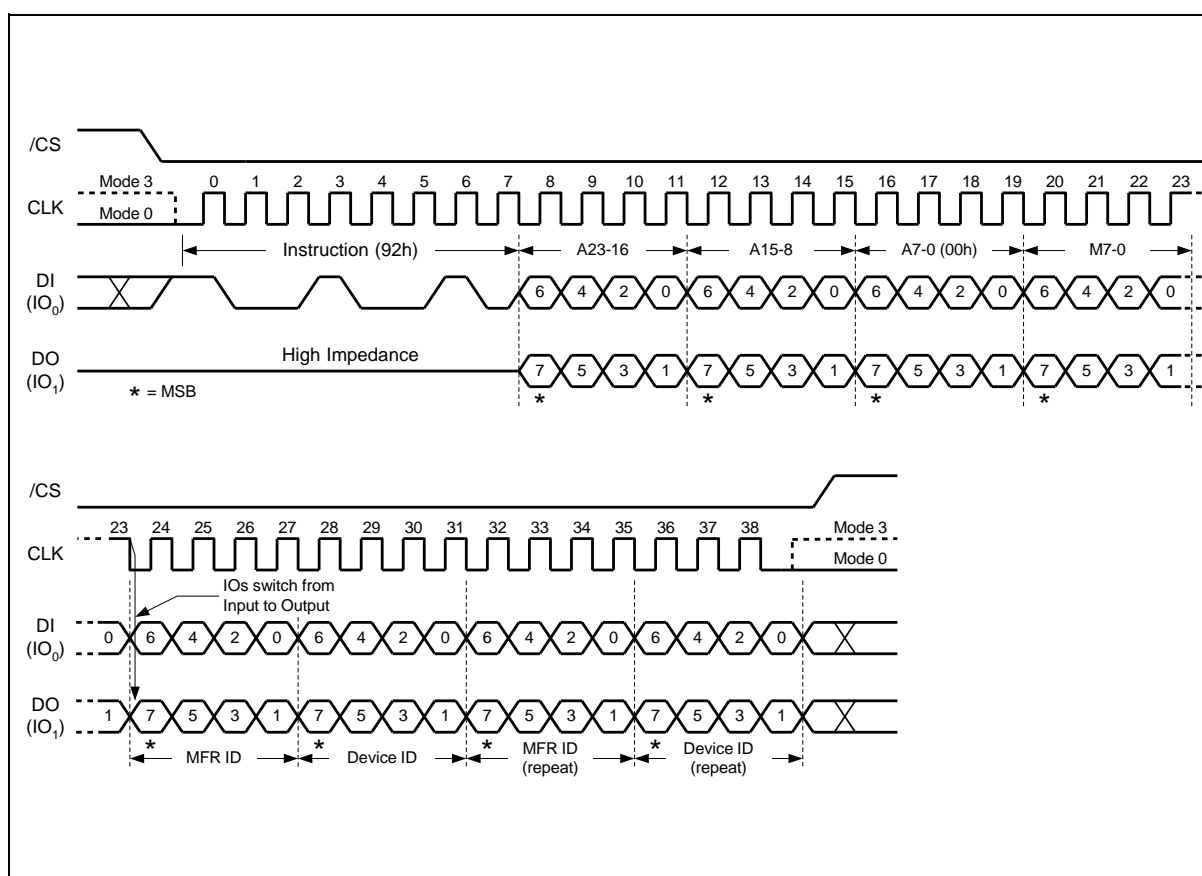 /CS
Mode 3
0 1 2 3 4 5 6 7 8 9 10 11 12 13 14 15 16 17 18 19 20 21 22 23
CLK
Mode 0
Instruction (92h) A23-16 A15-8 A7-0 (00h) M7-0
DI
(IO0)
6 4 2 0 6 4 2 0 6 4 2 0 6 4 2 0
High Impedance
DO
(IO1)
7 5 3 1 7 5 3 1 7 5 3 1 7 5 3 1
* * * *
* = MSB
/CS
23 24 25 26 27 28 29 30 31 32 33 34 35 36 37 38
Mode 3
CLK
Mode 0
IOs switch from
Input to Output
DI
(IO0)
0 6 4 2 0 6 4 2 0 6 4 2 0 6 4 2 0
DO
(IO1)
1 7 5 3 1 7 5 3 1 7 5 3 1 7 5 3 1
* * * *
MFR ID Device ID MFR ID
(repeat)
Device ID
(repeat)